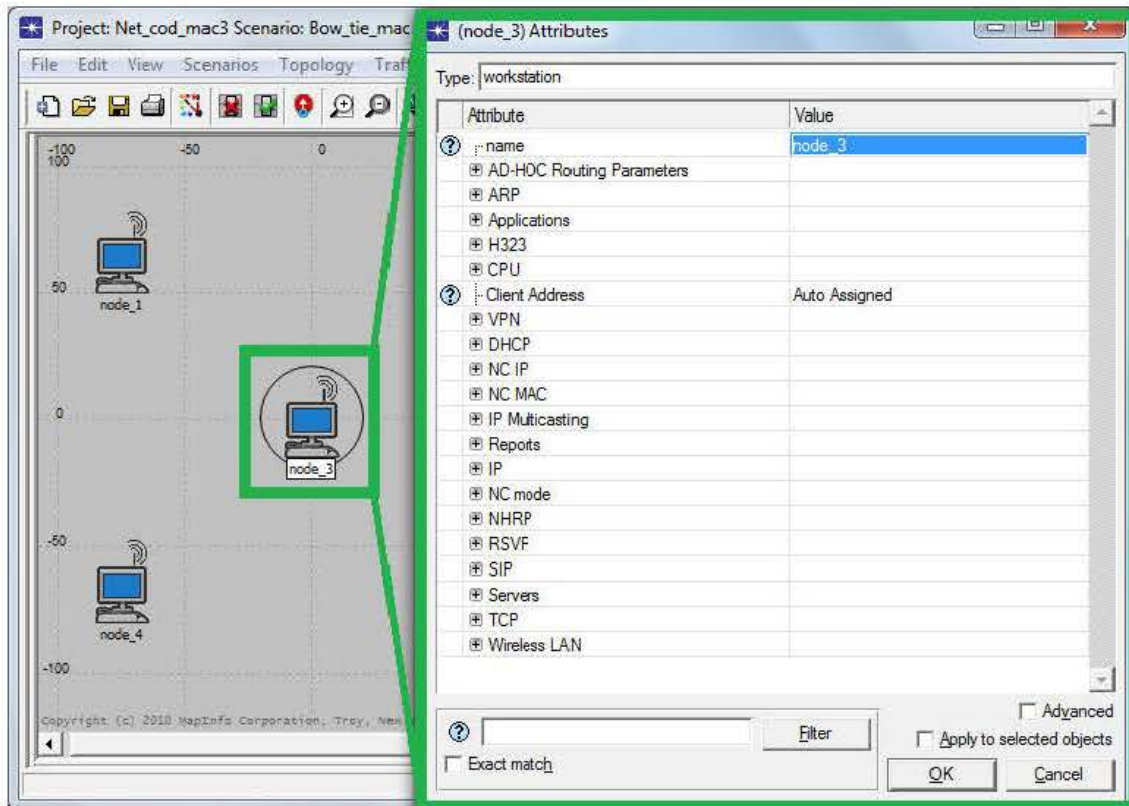 Project: Net_cod_mac3 Scenario: Bow_tie_mac
File Edit View Scenarios Topology Traf
-100
100
-50
0
50
node_1
0
node_3
-50
node_4
-100
Copyright (c) 2010 MapInfo Corporation, Troy, New
(node_3) Attributes
Type: workstation
Attribute Value
name node_3
AD-HOC Routing Parameters
ARP
Applications
H323
CPU
Client Address Auto Assigned
VPN
DHCP
NC IP
NC MAC
IP Multicasting
Reports
IP
NC mode
NHRP
RSVF
SIP
Servers
TCP
Wireless LAN
Advanced
Filter
Apply to selected objects
Exact match
OK Cancel